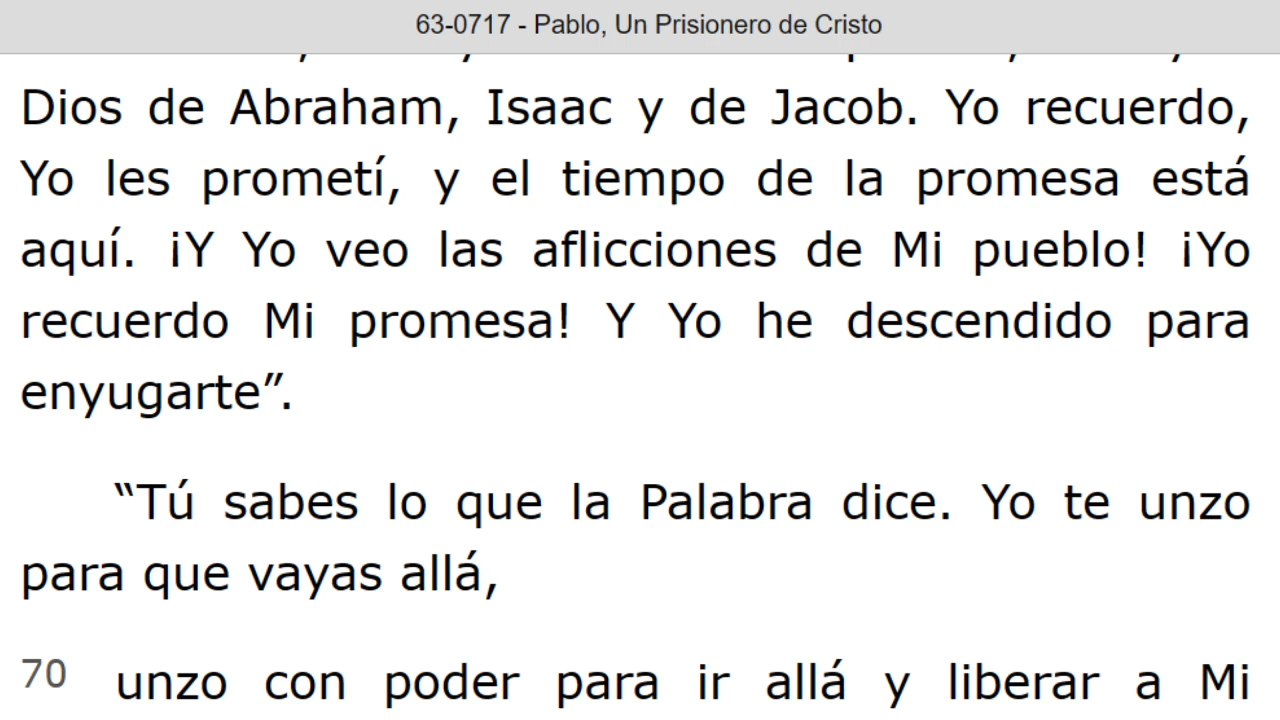 63-0717 - Pablo, Un Prisionero de Cristo
Dios de Abraham, Isaac y de Jacob. Yo recuerdo,
Yo les prometí, y el tiempo de la promesa está
aquí. ¡Y Yo veo las aflicciones de Mi pueblo! ¡Yo
recuerdo Mi promesa! Y Yo he descendido para
enyugarte”.
“Tú sabes lo que la Palabra dice. Yo te unzo
para que vayas allá,
70 unzo con poder para ir allá y liberar a Mi